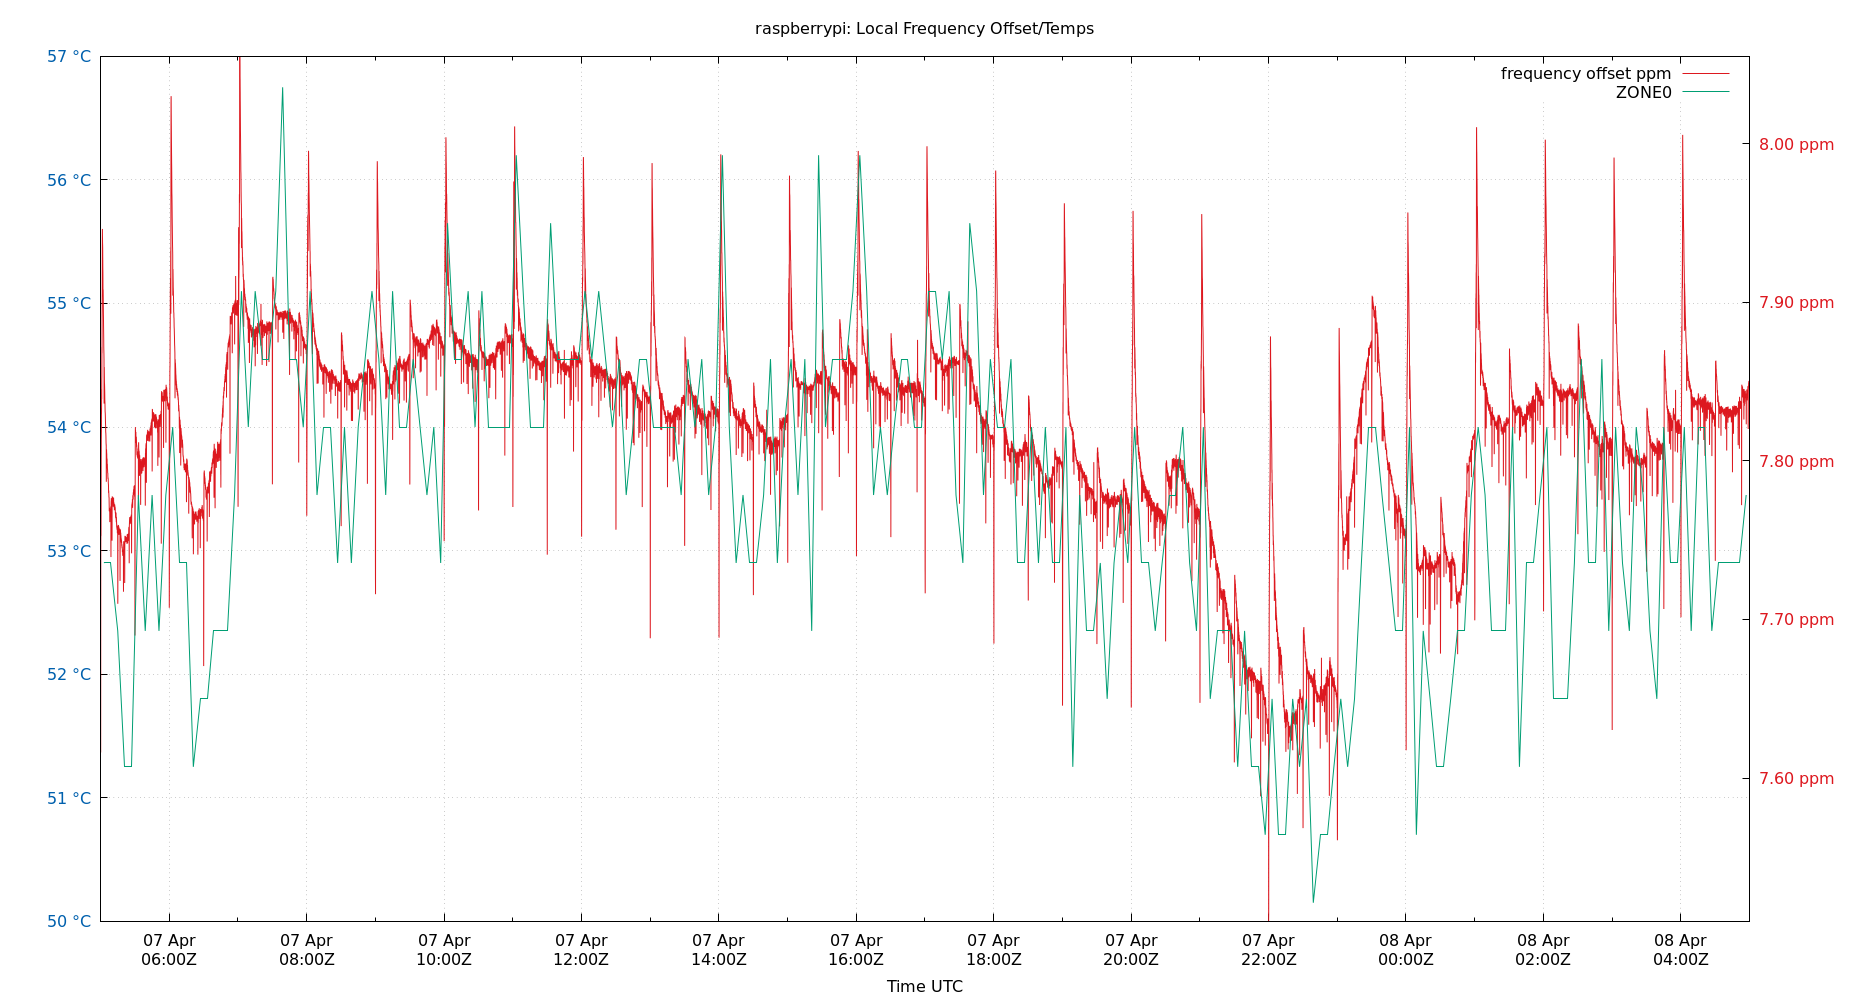 raspberrypi: Local Frequency Offset/Temps
frequency offset ppm
ZONE0
57 °C
56 °C
55 °C
54 °C
53 °C
52 °C
51 °C
50 °C
8.00 ppm
7.90 ppm
7.80 ppm
7.70 ppm
7.60 ppm
07 Apr 07 Apr 07 Apr 07 Apr 07 Apr 07 Apr 07 Apr 07 Apr 07 Apr 08 Apr 08 Apr 08 Apr
06:00Z 08:00Z 10:00Z 12:00Z 14:00Z 16:00Z 18:00Z 20:00Z 22:00Z 00:00Z 02:00Z 04:00Z
Time UTC